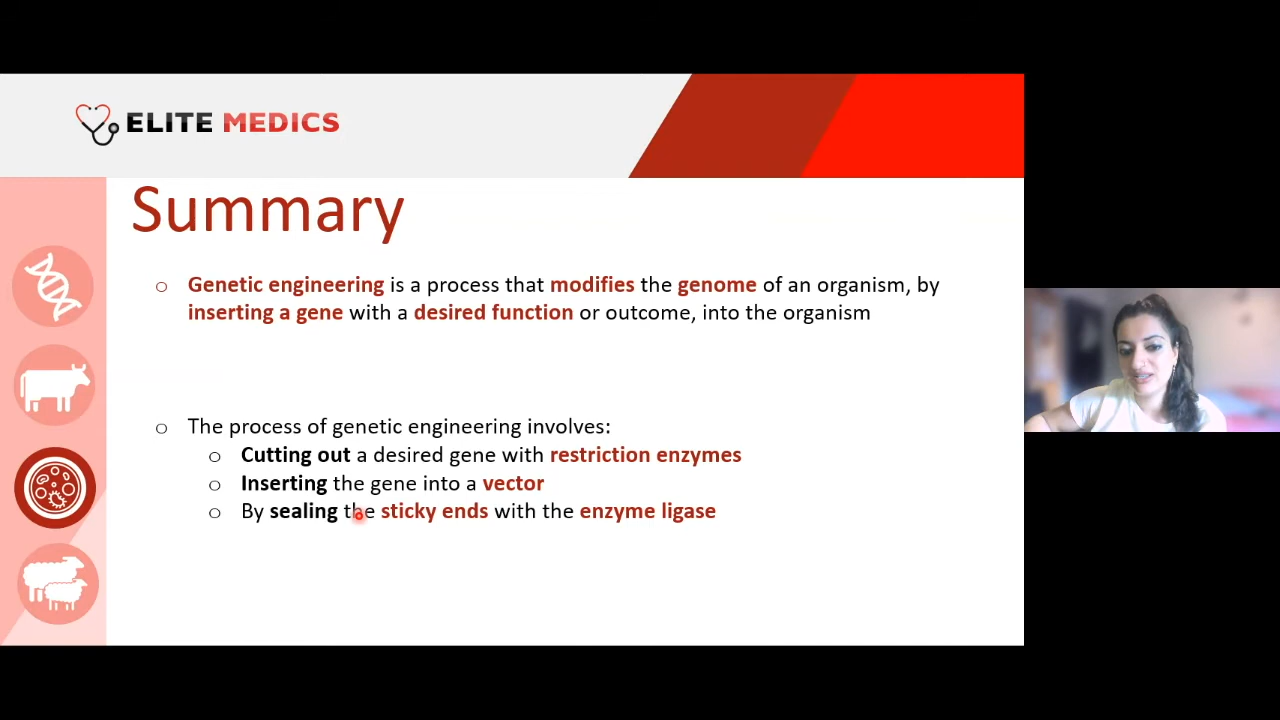 ELITE MEDICS
Summary
Genetic engineering is a process that modifies the genome of an organism, by
inserting a gene with a desired function or outcome, into the organism
The process of genetic engineering involves:
Cutting out a desired gene with restriction enzymes
Inserting the gene into a vector
By sealing the sticky ends with the enzyme ligase